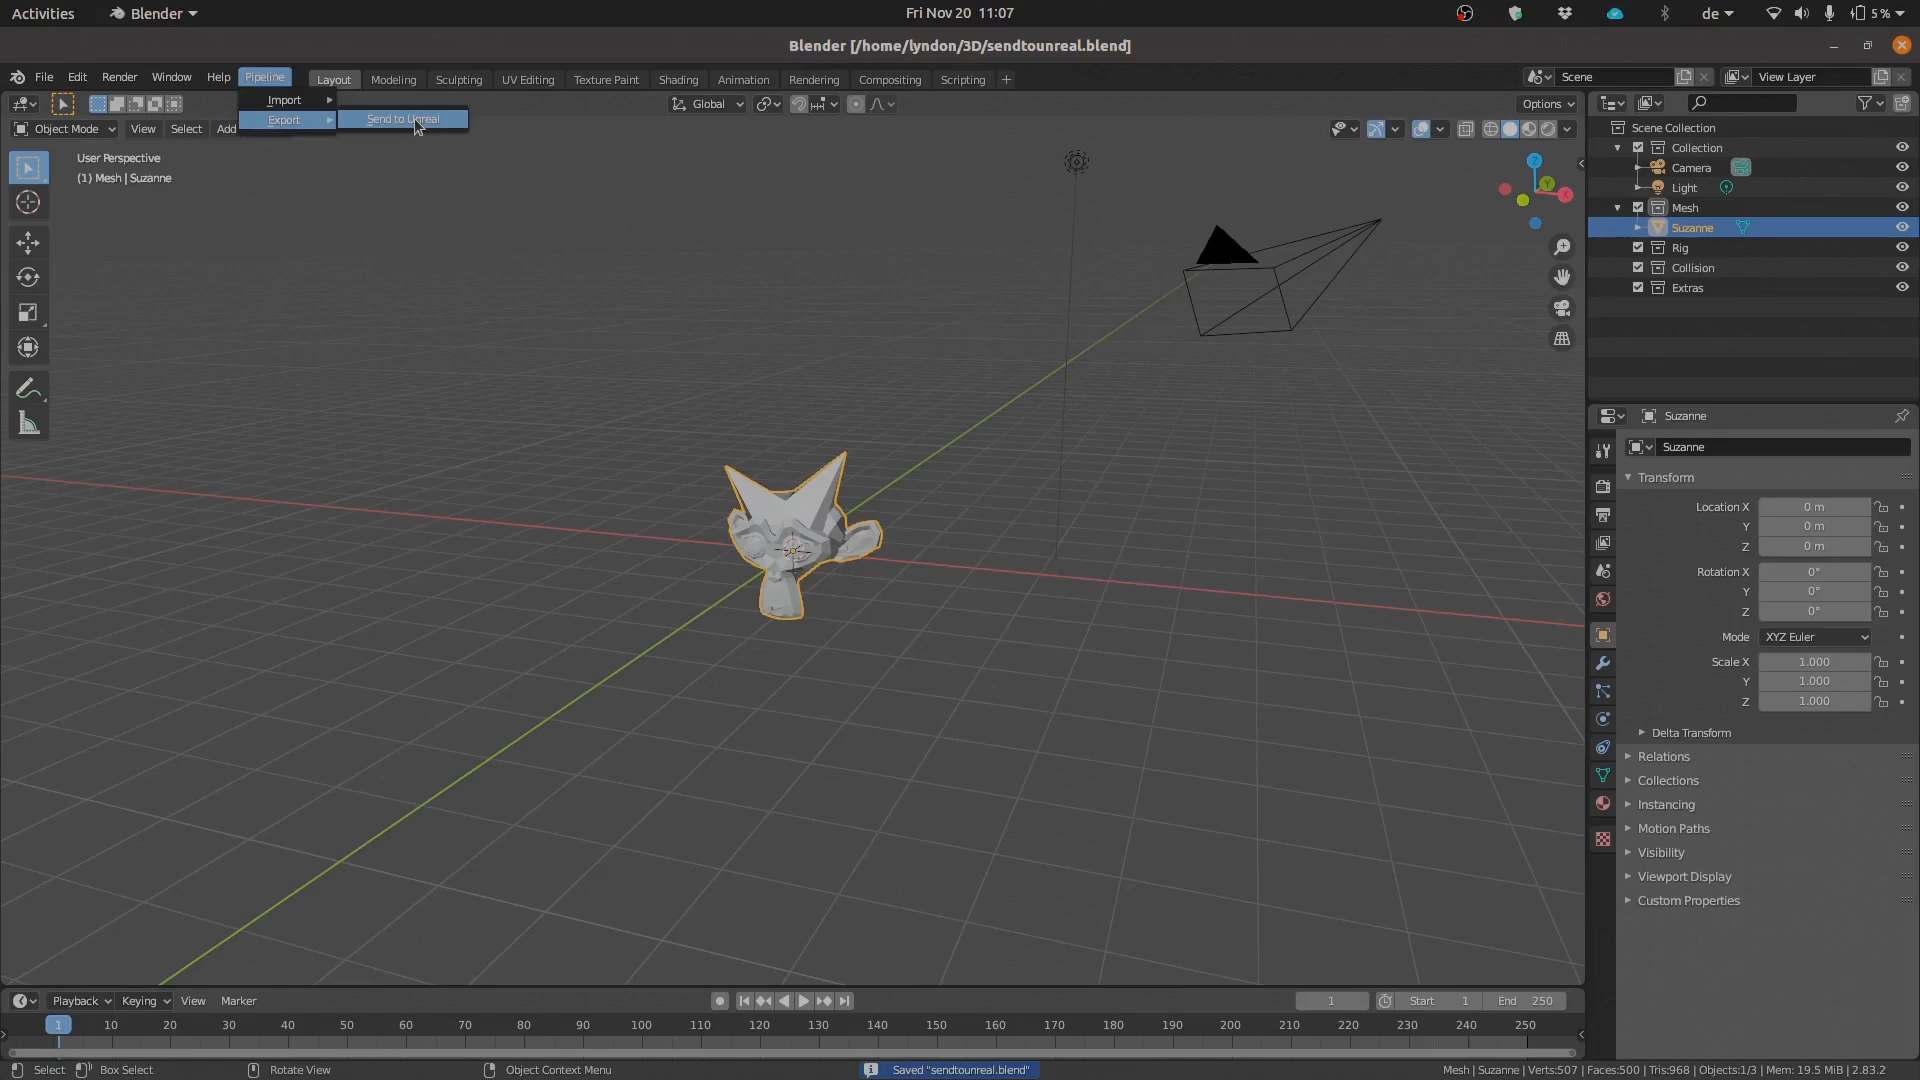 Activities Blender Fri Nov 20 11:07 de 5 %
Blender [/home/lyndon/3D/sendtounreal.blend]
File Edit Render Window Help Pipeline Layout Modeling Sculpting UV Editing Texture Paint Shading Animation Rendering Compositing Scripting + Scene View Layer
Import
Export Send to Unreal
Global Options
Object Mode View Select Add
User Perspective
(1) Mesh | Suzanne
Z
Y
X
Scene Collection
Collection
Camera
Light
Mesh
Suzanne
Rig
Collision
Extras
Suzanne
Suzanne
Transform
Location X 0 m
Y 0 m
Z 0 m
Rotation X 0°
Y 0°
Z 0°
Mode XYZ Euler
Scale X 1.000
Y 1.000
Z 1.000
Delta Transform
Relations
Collections
Instancing
Motion Paths
Visibility
Viewport Display
Custom Properties
Playback Keying View Marker 1 Start 1 End 250
1 10 20 30 40 50 60 70 80 90 100 110 120 130 140 150 160 170 180 190 200 210 220 230 240 250
Select Box Select Rotate View Object Context Menu Saved "sendtounreal.blend" Mesh | Suzanne | Verts:507 | Faces:500 | Tris:968 | Objects:1/3 | Mem: 19.5 MiB | 2.83.2